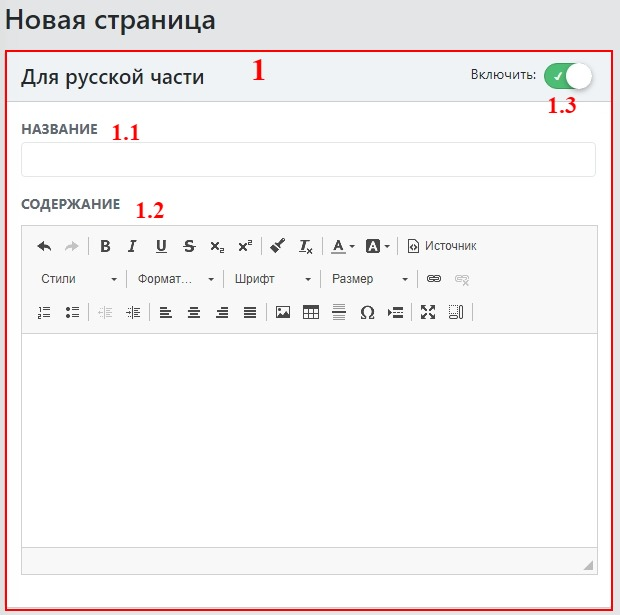 Новая страница
Для русской части 1 Включить:
1.3
НАЗВАНИЕ 1.1
СОДЕРЖАНИЕ 1.2
B I U S x₂ x² Iₓ A A Источник
Стили Формат... Шрифт Размер
Ω